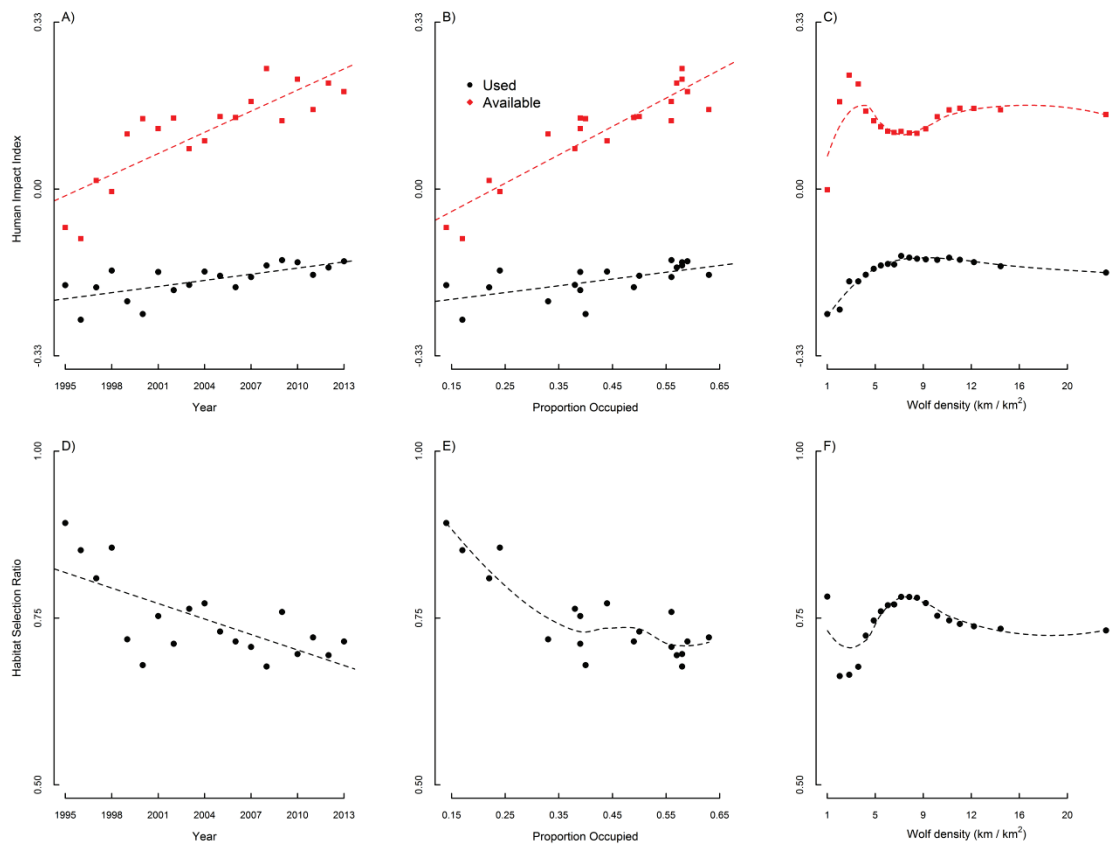 A)
0.33
0.00
-0.33
Human Impact Index
1995 1998 2001 2004 2007 2010 2013
Year
B)
Used
Available
0.15 0.25 0.35 0.45 0.55 0.65
Proportion Occupied
C)
1 5 9 12 16 20
Wolf density (km / km²)
D)
1.00
0.75
0.50
Habitat Selection Ratio
1995 1998 2001 2004 2007 2010 2013
Year
E)
0.15 0.25 0.35 0.45 0.55 0.65
Proportion Occupied
F)
1 5 9 12 16 20
Wolf density (km / km²)
0.33
0.00
-0.33
0.33
0.00
-0.33
1.00
0.75
0.50
1.00
0.75
0.50